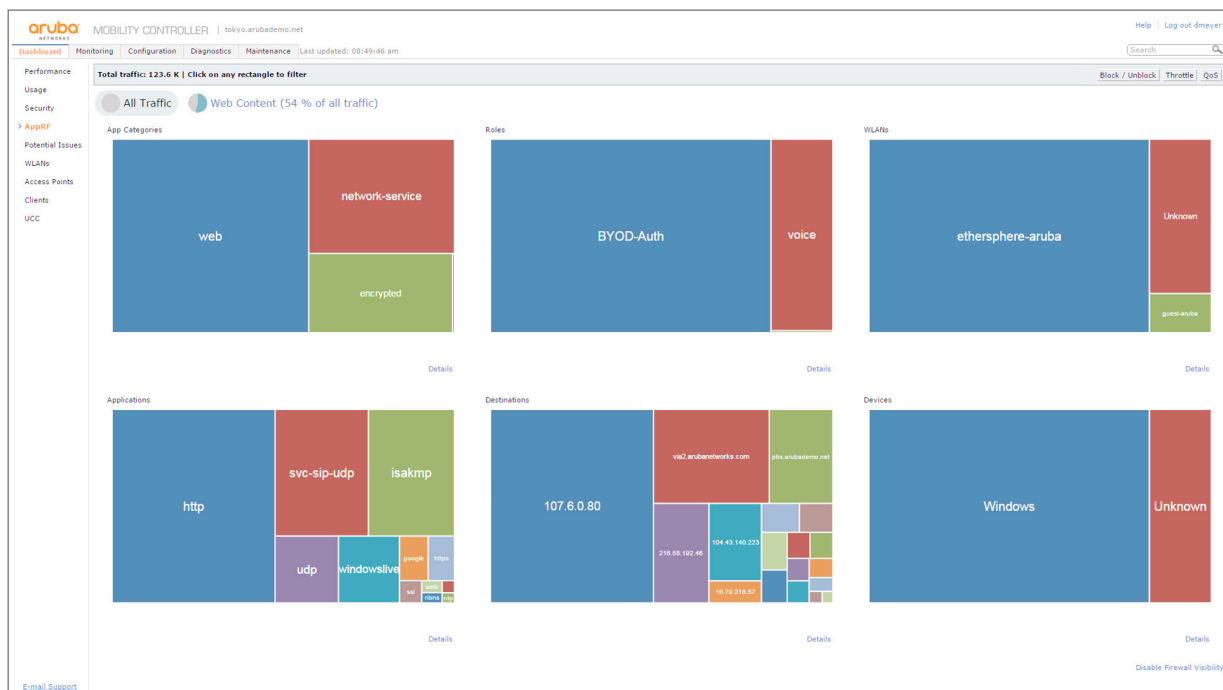 aruba
NETWORKS
MOBILITY CONTROLLER | tokyo.arubademo.net
Help | Log out dmeyer
Dashboard Monitoring Configuration Diagnostics Maintenance Last updated: 08:49:46 am
Search
Performance
Usage
Security
> AppRF
Potential Issues
WLANs
Access Points
Clients
UCC
Total traffic: 123.6 K | Click on any rectangle to filter
Block / Unblock Throttle QoS
All Traffic Web Content (54 % of all traffic)
App Categories
web
network-service
encrypted
Details
Roles
BYOD-Auth
voice
Details
WLANs
ethersphere-aruba
Unknown
guest-aruba
Details
Applications
http
svc-sip-udp
isakmp
udp
windowslive
google
https
ssl
smb
nbns
ntp
Details
Destinations
107.6.0.80
via2.arubanetworks.com
pbx.arubademo.net
104.43.140.223
10.79.218.57
Details
Devices
Windows
Unknown
Details
Disable Firewall Visibility
E-mail Support